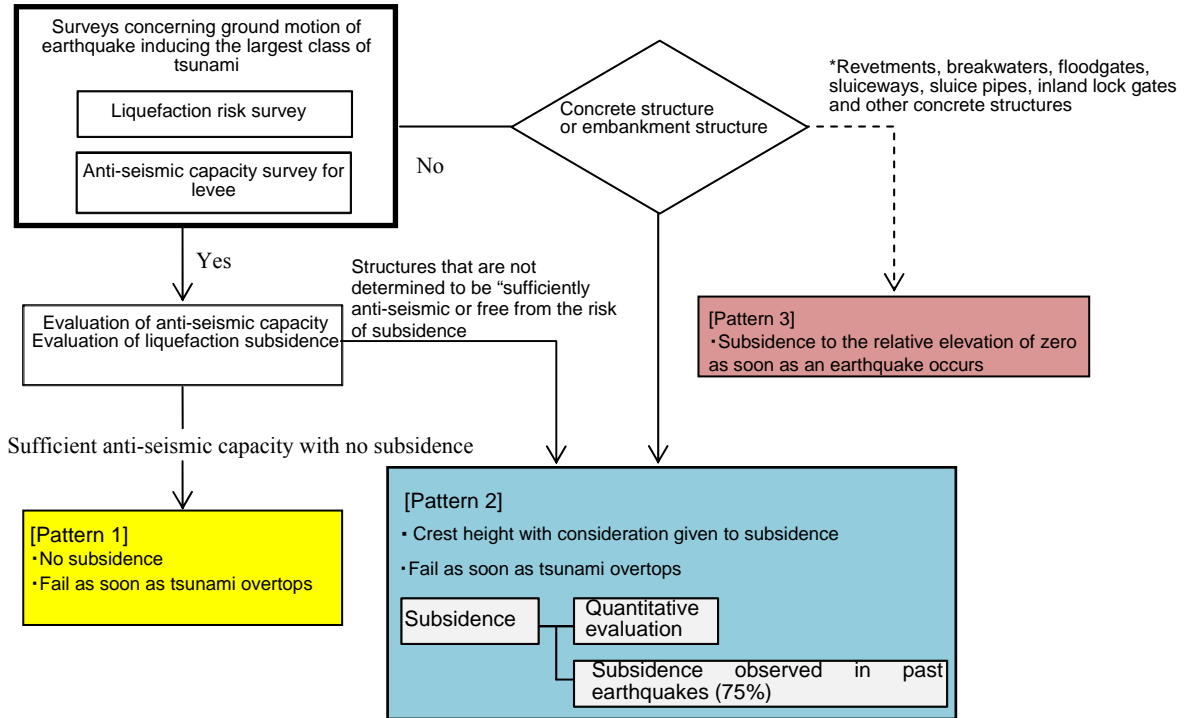 Surveys concerning ground motion of
earthquake inducing the largest class of
tsunami
Liquefaction risk survey
Anti-seismic capacity survey for
levee
No
Concrete structure
or embankment structure
*Revetments, breakwaters, floodgates,
sluiceways, sluice pipes, inland lock gates
and other concrete structures
Yes
Structures that are not
determined to be “sufficiently
anti-seismic or free from the risk
of subsidence
Evaluation of anti-seismic capacity
Evaluation of liquefaction subsidence
[Pattern 3]
・Subsidence to the relative elevation of zero
as soon as an earthquake occurs
Sufficient anti-seismic capacity with no subsidence
[Pattern 1]
・No subsidence
・Fail as soon as tsunami overtops
[Pattern 2]
・Crest height with consideration given to subsidence
・Fail as soon as tsunami overtops
Subsidence
Quantitative
evaluation
Subsidence observed in past
earthquakes (75%)